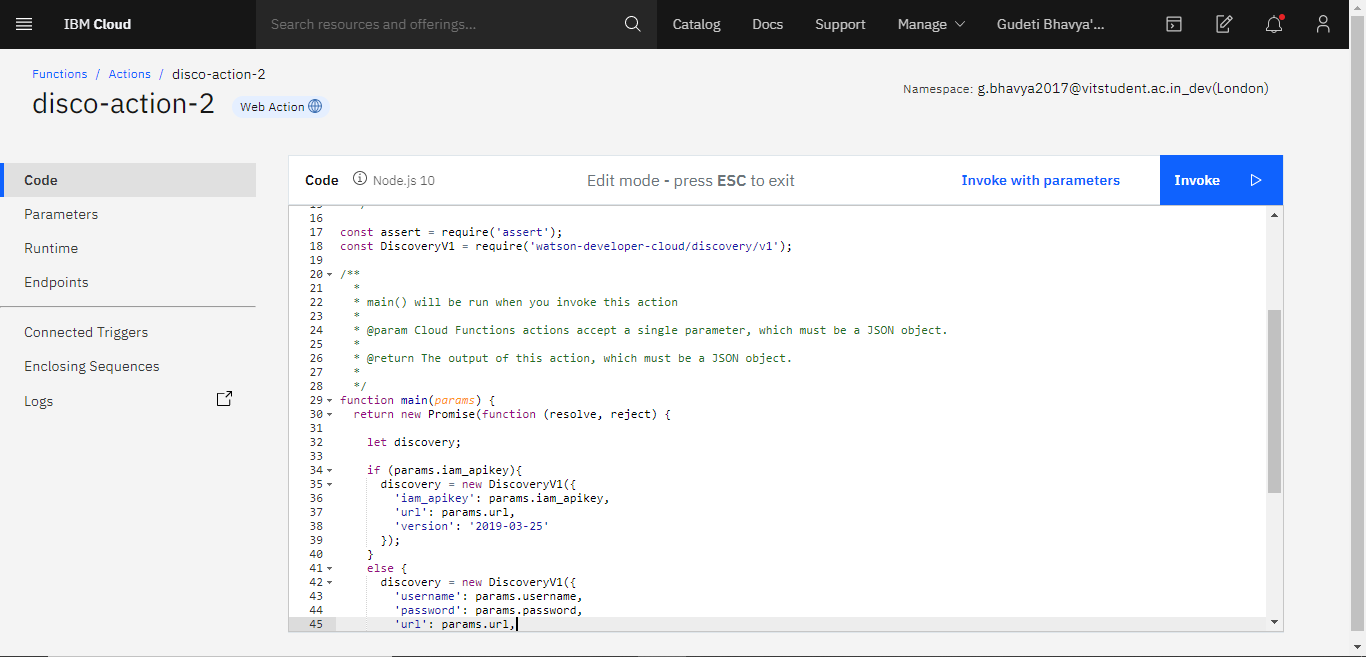 IBM Cloud
Search resources and offerings...
Catalog
Docs
Support
Manage
Gudeti Bhavya'...
Functions / Actions / disco-action-2
disco-action-2
Web Action
Namespace: g.bhavya2017@vitstudent.ac.in_dev(London)
Code
Parameters
Runtime
Endpoints
Connected Triggers
Enclosing Sequences
Logs
Code
Node.js 10
Edit mode - press ESC to exit
Invoke with parameters
Invoke
16
17 const assert = require('assert');
18 const DiscoveryV1 = require('watson-developer-cloud/discovery/v1');
19
20 /**
21 *
22 * main() will be run when you invoke this action
23 *
24 * @param Cloud Functions actions accept a single parameter, which must be a JSON object.
25 *
26 * @return The output of this action, which must be a JSON object.
27 *
28 */
29 function main(params) {
30 return new Promise(function (resolve, reject) {
31
32 let discovery;
33
34 if (params.iam_apikey){
35 discovery = new DiscoveryV1({
36 'iam_apikey': params.iam_apikey,
37 'url': params.url,
38 'version': '2019-03-25'
39 });
40 }
41 else {
42 discovery = new DiscoveryV1({
43 'username': params.username,
44 'password': params.password,
45 'url': params.url,